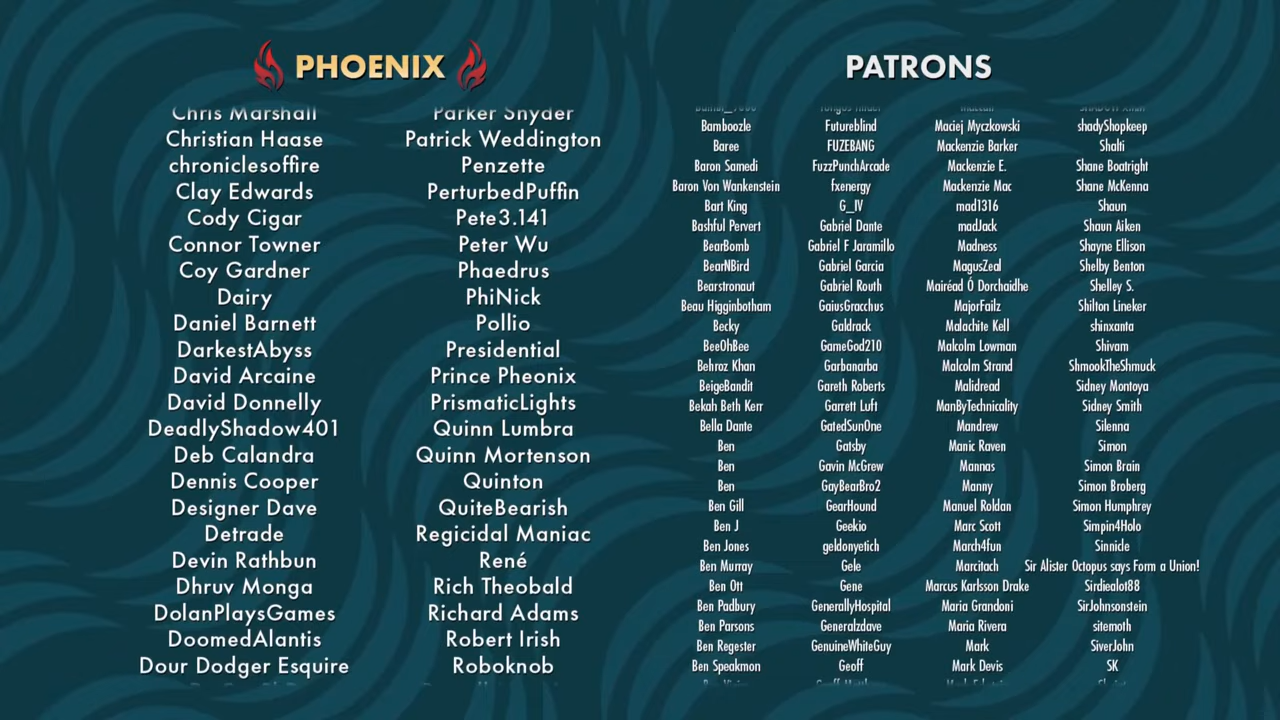 PHOENIX
Chris Marshall
Christian Haase
chroniclesoffire
Clay Edwards
Cody Cigar
Connor Towner
Coy Gardner
Dairy
Daniel Barnett
DarkestAbyss
David Arcaine
David Donnelly
DeadlyShadow401
Deb Calandra
Dennis Cooper
Designer Dave
Detrade
Devin Rathbun
Dhruv Monga
DolanPlaysGames
DoomedAlantis
Dour Dodger Esquire
Parker Snyder
Patrick Weddington
Penzette
PerturbedPuffin
Pete3.141
Peter Wu
Phaedrus
PhiNick
Pollio
Presidential
Prince Pheonix
PrismaticLights
Quinn Lumbra
Quinn Mortenson
Quinton
QuiteBearish
Regicidal Maniac
René
Rich Theobald
Richard Adams
Robert Irish
Roboknob
PATRONS
Bamboozle
Baree
Baron Samedi
Baron Von Wankenstein
Bart King
Bashful Pervert
BearBomb
BearNBird
Bearstronaut
Beau Higginbotham
Becky
BeeOhBee
Behroz Khan
BeigeBandit
Bekah Beth Kerr
Bella Dante
Ben
Ben
Ben
Ben Gill
Ben J
Ben Jones
Ben Murray
Ben Ott
Ben Padbury
Ben Parsons
Ben Regester
Ben Speakmon
Futureblind
FUZEBANG
FuzzPunchArcade
fxenergy
G_IV
Gabriel Dante
Gabriel F Jaramillo
Gabriel Garcia
Gabriel Routh
GaiusGracchus
Galdrack
GameGod210
Garbanarba
Gareth Roberts
Garrett Luft
GatedSunOne
Gatsby
Gavin McGrew
GayBearBro2
GearHound
Geekio
geldonyetich
Gele
Gene
GenerallyHospital
Generalzdave
GenuineWhiteGuy
Geoff
Maciej Myczkowski
Mackenzie Barker
Mackenzie E.
Mackenzie Mac
mad1316
madJack
Madness
MagusZeal
Mairéad Ó Dorchaidhe
MajorFailz
Malachite Kell
Malcolm Lowman
Malcolm Strand
Malidread
ManByTechnicality
Mandrew
Manic Raven
Mannas
Manny
Manuel Roldan
Marc Scott
March4fun
Marcitach
Marcus Karlsson Drake
Maria Grandoni
Maria Rivera
Mark
Mark Devis
shadyShopkeep
Shalti
Shane Boatright
Shane McKenna
Shaun
Shaun Aiken
Shayne Ellison
Shelby Benton
Shelley S.
Shilton Lineker
shinxanta
Shivam
ShmookTheShmuck
Sidney Montoya
Sidney Smith
Silenna
Simon
Simon Brain
Simon Broberg
Simon Humphrey
Simpin4Holo
Sinnicle
Sir Alister Octopus says Form a Union!
Sirdiealot88
SirJohnsonstein
sitemoth
SiverJohn
SK